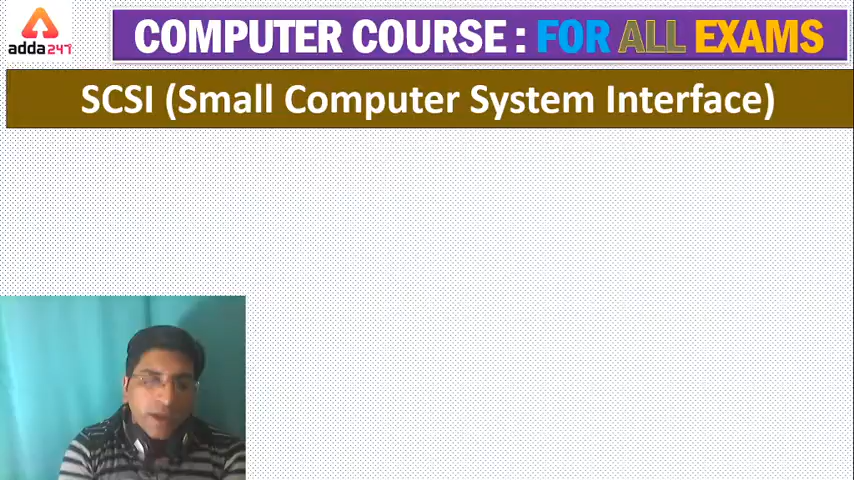 adda247
COMPUTER COURSE : FOR ALL EXAMS
SCSI (Small Computer System Interface)